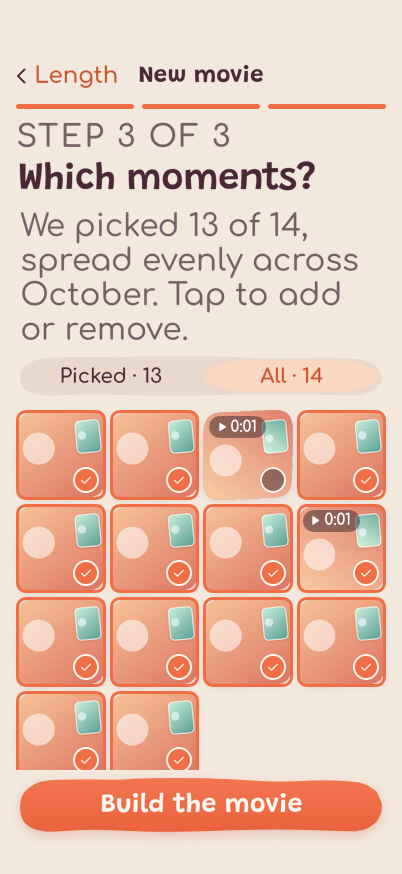 Length New movie
STEP 3 OF 3
Which moments?
We picked 13 of 14,
spread evenly across
October. Tap to add
or remove.
Picked · 13 All · 14
0:01
0:01
Build the movie